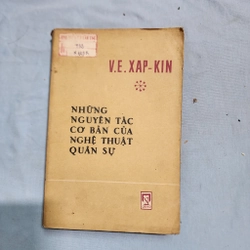 V.E. XAP-KIN
NHỮNG
NGUYÊN TẮC
CƠ BẢN CỦA
NGHỆ THUẬT
QUÂN SỰ